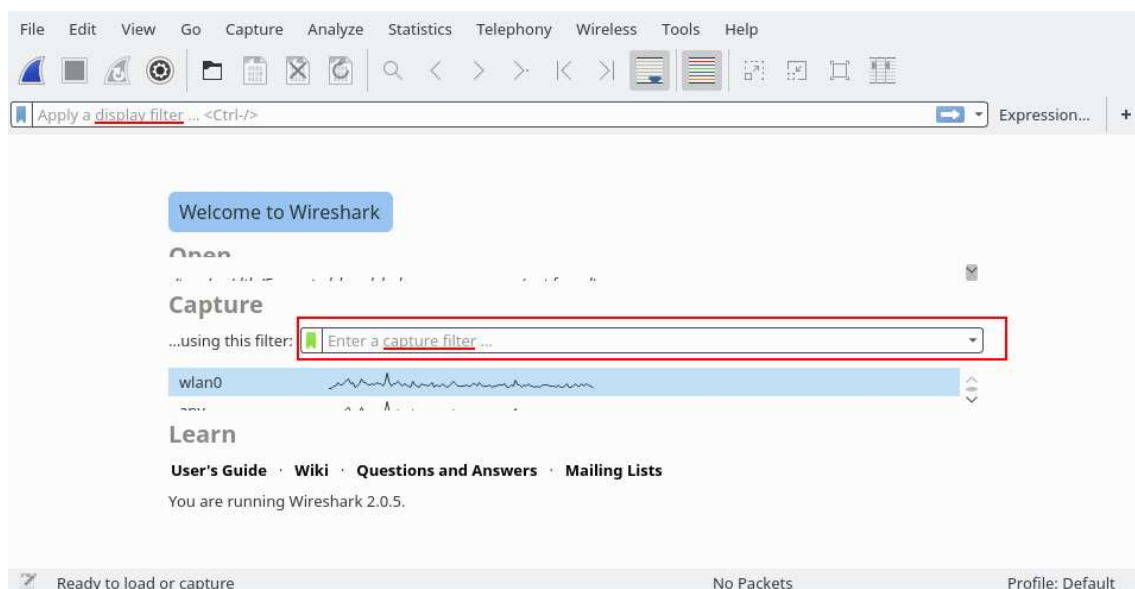 File Edit View Go Capture Analyze Statistics Telephony Wireless Tools Help
Apply a display filter ... <Ctrl-/> Expression... +
Welcome to Wireshark
Open
Capture
...using this filter: Enter a capture filter ...
wlan0
any
Learn
User's Guide · Wiki · Questions and Answers · Mailing Lists
You are running Wireshark 2.0.5.
Ready to load or capture No Packets Profile: Default